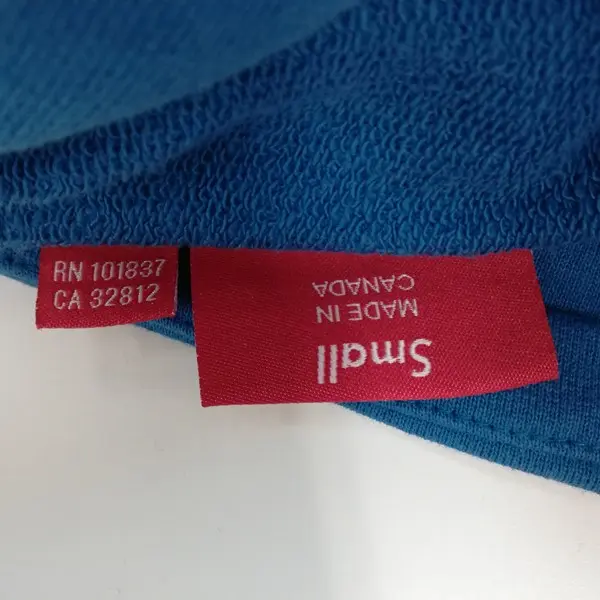 RN 101837
CA 32812
Small
MADE IN
CANADA